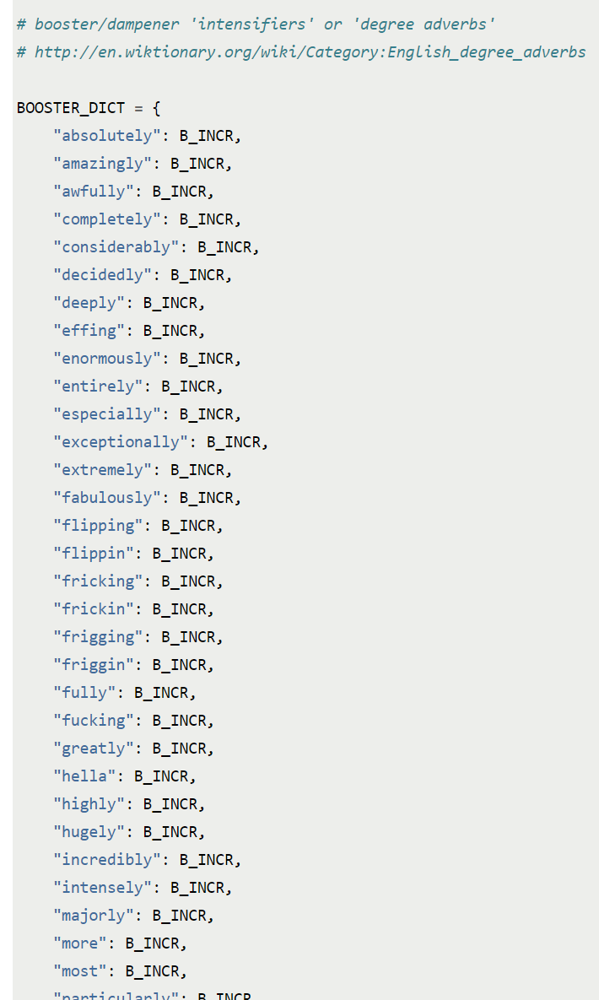 # booster/dampener 'intensifiers' or 'degree adverbs'
# http://en.wiktionary.org/wiki/Category:English_degree_adverbs
BOOSTER_DICT = {
"absolutely": B_INCR,
"amazingly": B_INCR,
"awfully": B_INCR,
"completely": B_INCR,
"considerably": B_INCR,
"decidedly": B_INCR,
"deeply": B_INCR,
"effing": B_INCR,
"enormously": B_INCR,
"entirely": B_INCR,
"especially": B_INCR,
"exceptionally": B_INCR,
"extremely": B_INCR,
"fabulously": B_INCR,
"flipping": B_INCR,
"flippin": B_INCR,
"fricking": B_INCR,
"frickin": B_INCR,
"frigging": B_INCR,
"friggin": B_INCR,
"fully": B_INCR,
"fucking": B_INCR,
"greatly": B_INCR,
"hella": B_INCR,
"highly": B_INCR,
"hugely": B_INCR,
"incredibly": B_INCR,
"intensely": B_INCR,
"majorly": B_INCR,
"more": B_INCR,
"most": B_INCR,
"particularly": B_INCR